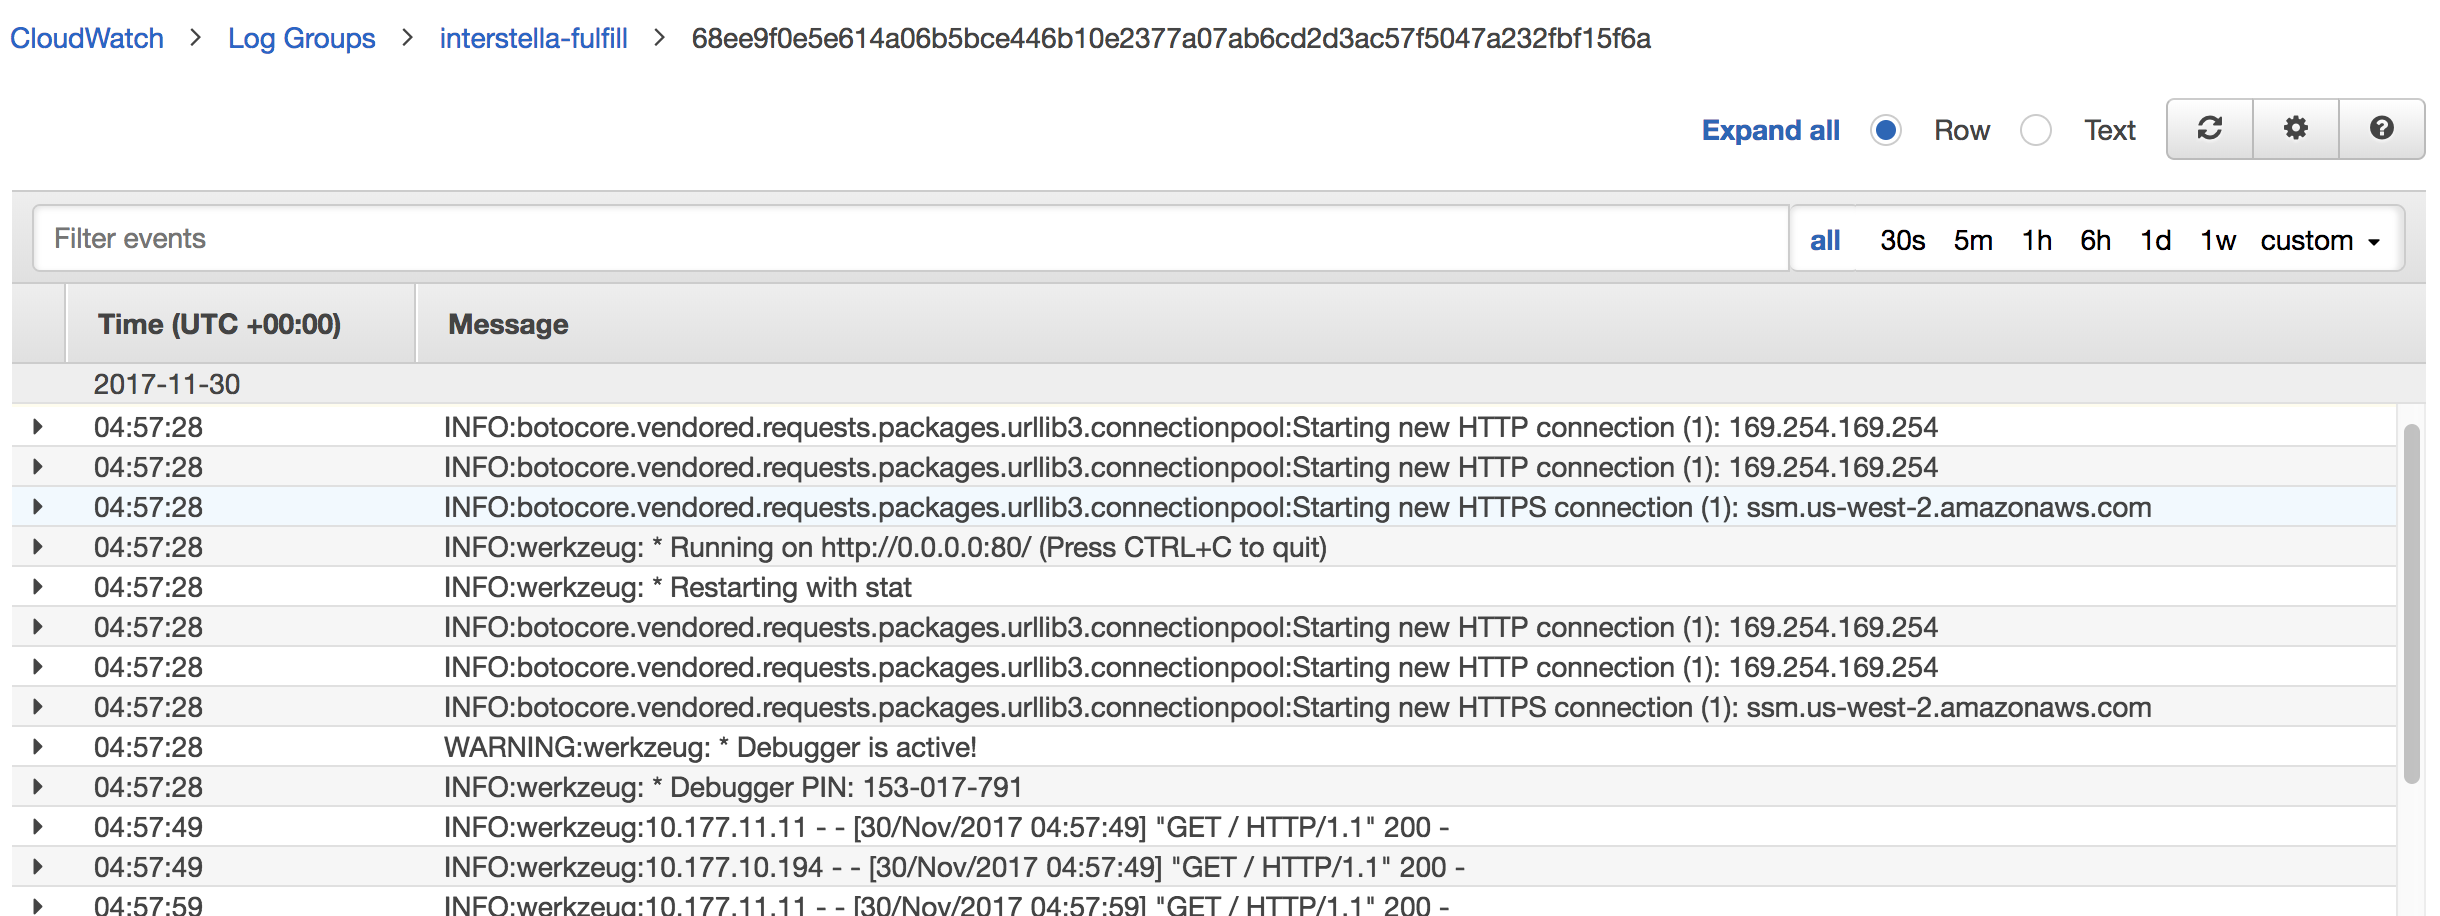 CloudWatch > Log Groups > interstella-fulfill > 68ee9f0e5e614a06b5bce446b10e2377a07ab6cd2d3ac57f5047a232fbf15f6a
Expand all Row Text
Filter events all 30s 5m 1h 6h 1d 1w custom
Time (UTC +00:00) Message
2017-11-30
04:57:28 INFO:botocore.vendored.requests.packages.urllib3.connectionpool:Starting new HTTP connection (1): 169.254.169.254
04:57:28 INFO:botocore.vendored.requests.packages.urllib3.connectionpool:Starting new HTTP connection (1): 169.254.169.254
04:57:28 INFO:botocore.vendored.requests.packages.urllib3.connectionpool:Starting new HTTPS connection (1): ssm.us-west-2.amazonaws.com
04:57:28 INFO:werkzeug: * Running on http://0.0.0.0:80/ (Press CTRL+C to quit)
04:57:28 INFO:werkzeug: * Restarting with stat
04:57:28 INFO:botocore.vendored.requests.packages.urllib3.connectionpool:Starting new HTTP connection (1): 169.254.169.254
04:57:28 INFO:botocore.vendored.requests.packages.urllib3.connectionpool:Starting new HTTP connection (1): 169.254.169.254
04:57:28 INFO:botocore.vendored.requests.packages.urllib3.connectionpool:Starting new HTTPS connection (1): ssm.us-west-2.amazonaws.com
04:57:28 WARNING:werkzeug: * Debugger is active!
04:57:28 INFO:werkzeug: * Debugger PIN: 153-017-791
04:57:49 INFO:werkzeug:10.177.11.11 - - [30/Nov/2017 04:57:49] "GET / HTTP/1.1" 200 -
04:57:49 INFO:werkzeug:10.177.10.194 - - [30/Nov/2017 04:57:49] "GET / HTTP/1.1" 200 -
04:57:59 INFO:werkzeug:10.177.11.11 - - [30/Nov/2017 04:57:59] "GET / HTTP/1.1" 200 -